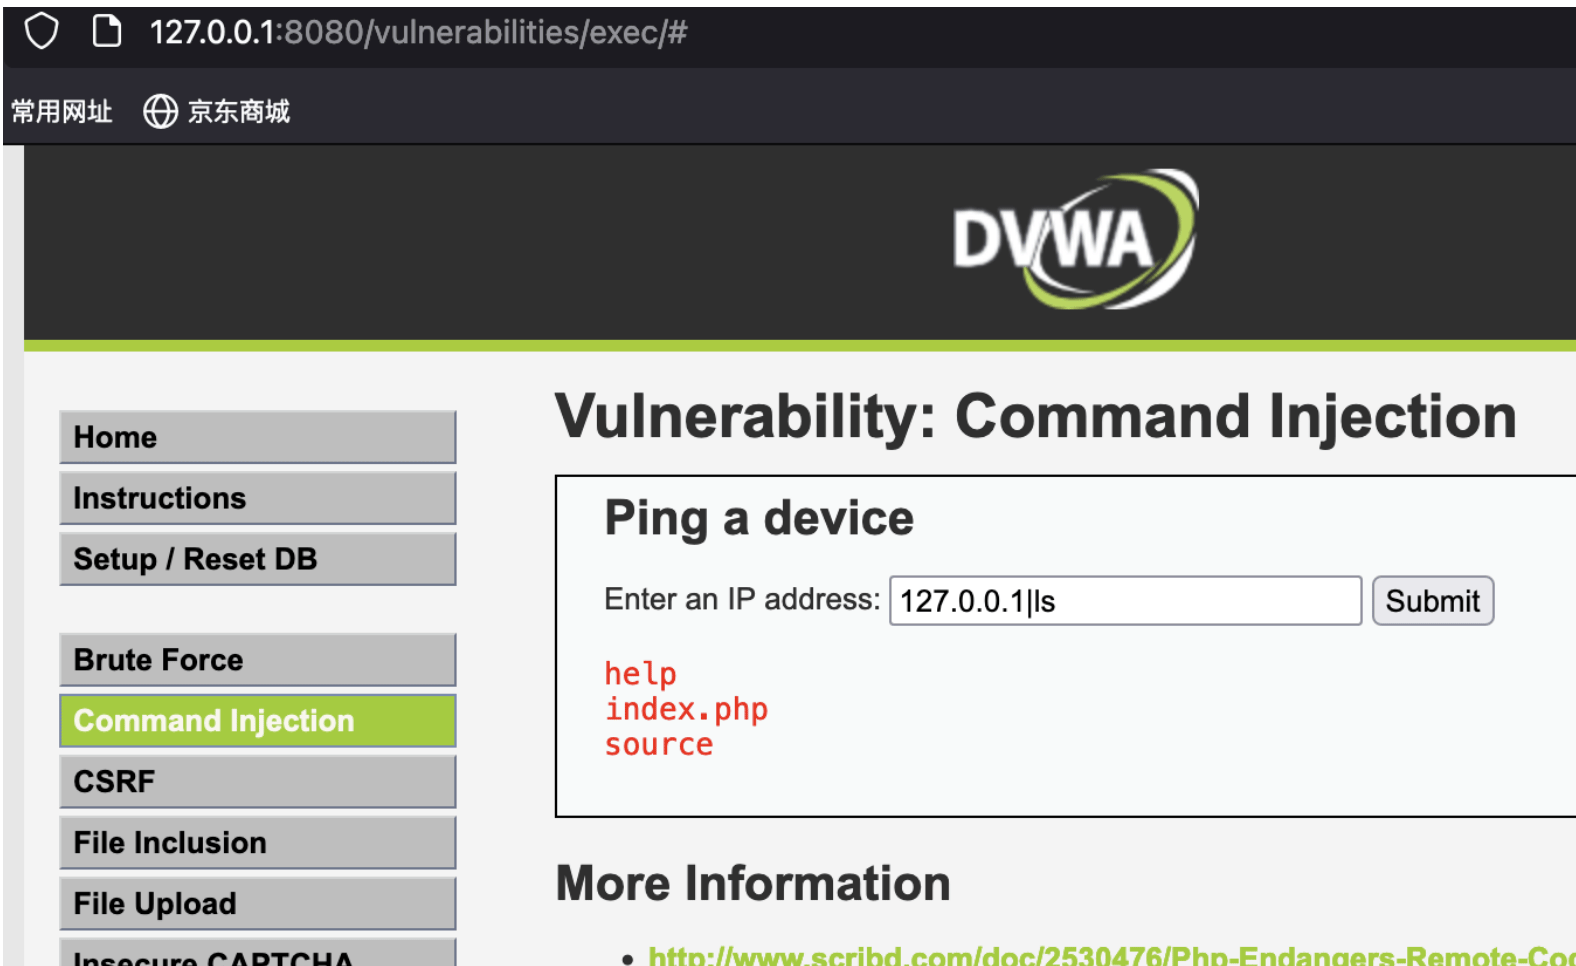 127.0.0.1:8080/vulnerabilities/exec/#
常用网址 京东商城
DVWA
Home
Instructions
Setup / Reset DB
Brute Force
Command Injection
CSRF
File Inclusion
File Upload
Insecure CAPTCHA
Vulnerability: Command Injection
Ping a device
Enter an IP address: 127.0.0.1|ls Submit
help
index.php
source
More Information
http://www.scribd.com/doc/2530476/Php-Endangers-Remote-Cod